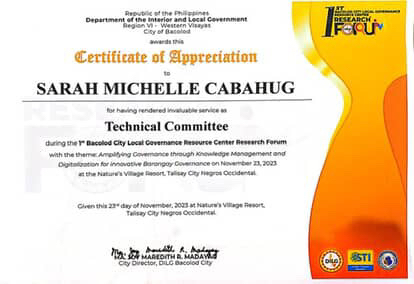 Republic of the Philippines
Department of the Interior and Local Government
Region VI - Western Visayas
City of Bacolod
awards this
Certificate of Appreciation
to
SARAH MICHELLE CABAHUG
for having rendered invaluable service as
Technical Committee
during the 1st Bacolod City Local Governance Resource Center Research Forum
with the theme: Amplifying Governance through Knowledge Management and
Digitalization for Innovative Barangay Governance on November 23, 2023
at the Nature's Village Resort, Talisay City Negros Occidental.
Given this 23rd day of November, 2023 at Nature's Village Resort,
Talisay City Negros Occidental.
MAREDITH R. MADAYAG
City Director, DILG Bacolod City
1ST
BACOLOD CITY LOCAL GOVERNANCE
RESOURCE CENTER
RESEARCH
FORUM
DILG
STI